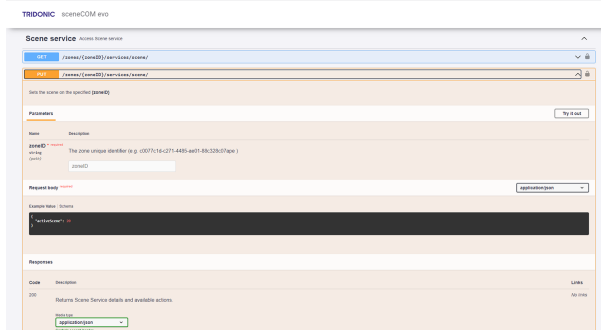 TRIDONIC sceneCOM evo
Scene service Access Scene service
GET /zones/{zoneID}/services/scene/
PUT /zones/{zoneID}/services/scene/
Sets the scene on the specified {zoneID}
Parameters
Try it out
Name Description
zoneID * required
string
(path)
The zone unique identifier (e.g. c0077c1d-c271-4485-ae01-88c328c07ape )
zoneID
Request body required
application/json
Example Value Schema
{
"activeScene":
}
Responses
Code Description Links
200 Returns Scene Service details and available actions. No links
Media type
application/json